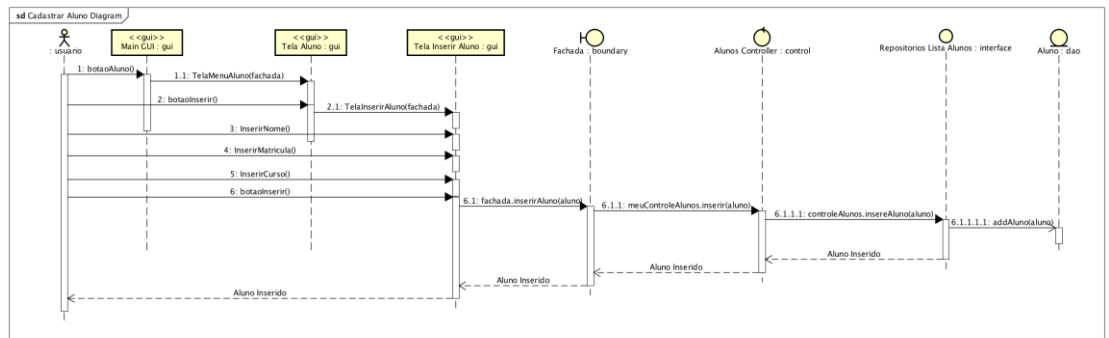 sd Cadastrar Aluno Diagram
: usuario
<<gui>>
Main GUI : gui
<<gui>>
Tela Aluno : gui
<<gui>>
Tela Inserir Aluno : gui
Fachada : boundary
Alunos Controller : control
Repositorios Lista Alunos : interface
Aluno : dao
1: botaoAluno()
1.1: TelaMenuAluno(fachada)
2: botaoInserir()
2.1: TelaInserirAluno(fachada)
3: InserirNome()
4: InserirMatricula()
5: InserirCurso()
6: botaoInserir()
6.1: fachada.inserirAluno(aluno)
6.1.1: meuControleAlunos.inserir(aluno)
6.1.1.1: controleAlunos.insereAluno(aluno)
6.1.1.1.1: addAluno(aluno)
Aluno Inserido
Aluno Inserido
Aluno Inserido
Aluno Inserido